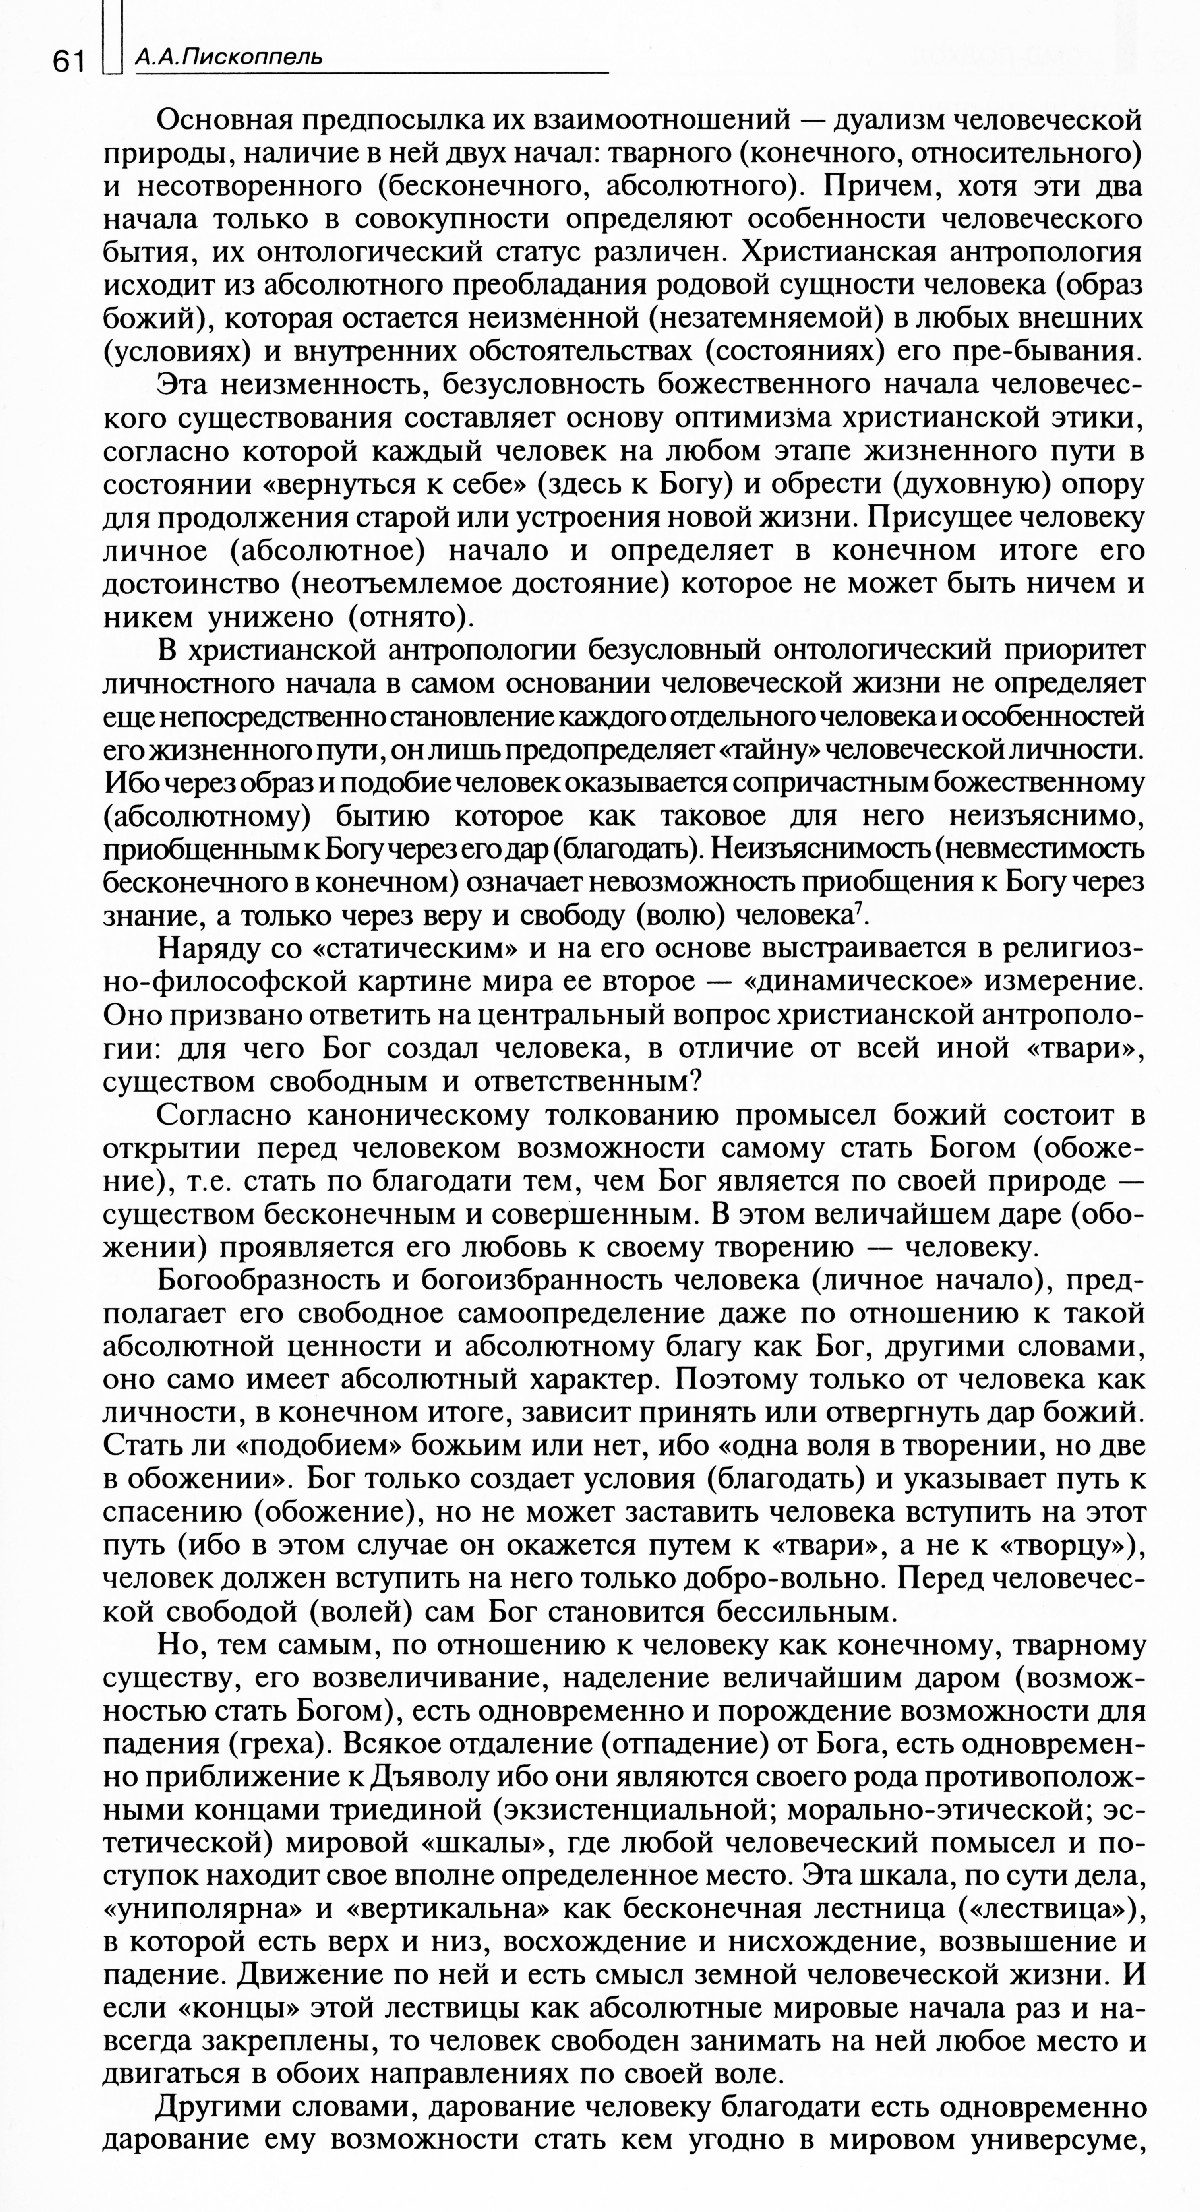 61
А.А.Пископпель
Основная предпосылка их взаимоотношений — дуализм человеческой
природы, наличие в ней двух начал: тварного (конечного, относительного)
и несотворенного (бесконечного, абсолютного). Причем, хотя эти два
начала только в совокупности определяют особенности человеческого
бытия, их онтологический статус различен. Христианская антропология
исходит из абсолютного преобладания родовой сущности человека (образ
божий), которая остается неизменной (незатемняемой) в любых внешних
(условиях) и внутренних обстоятельствах (состояниях) его пре-бывания.
Эта неизменность, безусловность божественного начала человечес-
кого существования составляет основу оптимизма христианской этики,
согласно которой каждый человек на любом этапе жизненного пути в
состоянии «вернуться к себе» (здесь к Богу) и обрести (духовную) опору
для продолжения старой или устроения новой жизни. Присущее человеку
личное (абсолютное) начало и определяет в конечном итоге его
достоинство (неотъемлемое достояние) которое не может быть ничем и
никем унижено (отнято).
В христианской антропологии безусловный онтологический приоритет
личностного начала в самом основании человеческой жизни не определяет
еще непосредственно становление каждого отдельного человека и особенностей
его жизненного пути, он лишь предопределяет «тайну» человеческой личности.
Ибо через образ и подобие человек оказывается сопричастным божественному
(абсолютному) бытию которое как таковое для него неизъяснимо,
приобщенным к Богу через его дар (благодать). Неизъяснимость (невместимость
бесконечного в конечном) означает невозможность приобщения к Богу через
знание, а только через веру и свободу (волю) человека⁷.
Наряду со «статическим» и на его основе выстраивается в религиоз-
но-философской картине мира ее второе — «динамическое» измерение.
Оно призвано ответить на центральный вопрос христианской антрополо-
гии: для чего Бог создал человека, в отличие от всей иной «твари»,
существом свободным и ответственным?
Согласно каноническому толкованию промысел божий состоит в
открытии перед человеком возможности самому стать Богом (обоже-
ние), т.е. стать по благодати тем, чем Бог является по своей природе —
существом бесконечным и совершенным. В этом величайшем даре (обо-
жении) проявляется его любовь к своему творению — человеку.
Богообразность и богоизбранность человека (личное начало), пред-
полагает его свободное самоопределение даже по отношению к такой
абсолютной ценности и абсолютному благу как Бог, другими словами,
оно само имеет абсолютный характер. Поэтому только от человека как
личности, в конечном итоге, зависит принять или отвергнуть дар божий.
Стать ли «подобием» божьим или нет, ибо «одна воля в творении, но две
в обожении». Бог только создает условия (благодать) и указывает путь к
спасению (обожение), но не может заставить человека вступить на этот
путь (ибо в этом случае он окажется путем к «твари», а не к «творцу»),
человек должен вступить на него только добро-вольно. Перед человечес-
кой свободой (волей) сам Бог становится бессильным.
Но, тем самым, по отношению к человеку как конечному, тварному
существу, его возвеличивание, наделение величайшим даром (возмож-
ностью стать Богом), есть одновременно и порождение возможности для
падения (греха). Всякое отдаление (отпадение) от Бога, есть одновремен-
но приближение к Дъяволу ибо они являются своего рода противополож-
ными концами триединой (экзистенциальной; морально-этической; эс-
тетической) мировой «шкалы», где любой человеческий помысел и по-
ступок находит свое вполне определенное место. Эта шкала, по сути дела,
«униполярна» и «вертикальна» как бесконечная лестница («лествица»),
в которой есть верх и низ, восхождение и нисхождение, возвышение и
падение. Движение по ней и есть смысл земной человеческой жизни. И
если «концы» этой лествицы как абсолютные мировые начала раз и на-
всегда закреплены, то человек свободен занимать на ней любое место и
двигаться в обоих направлениях по своей воле.
Другими словами, дарование человеку благодати есть одновременно
дарование ему возможности стать кем угодно в мировом универсуме,